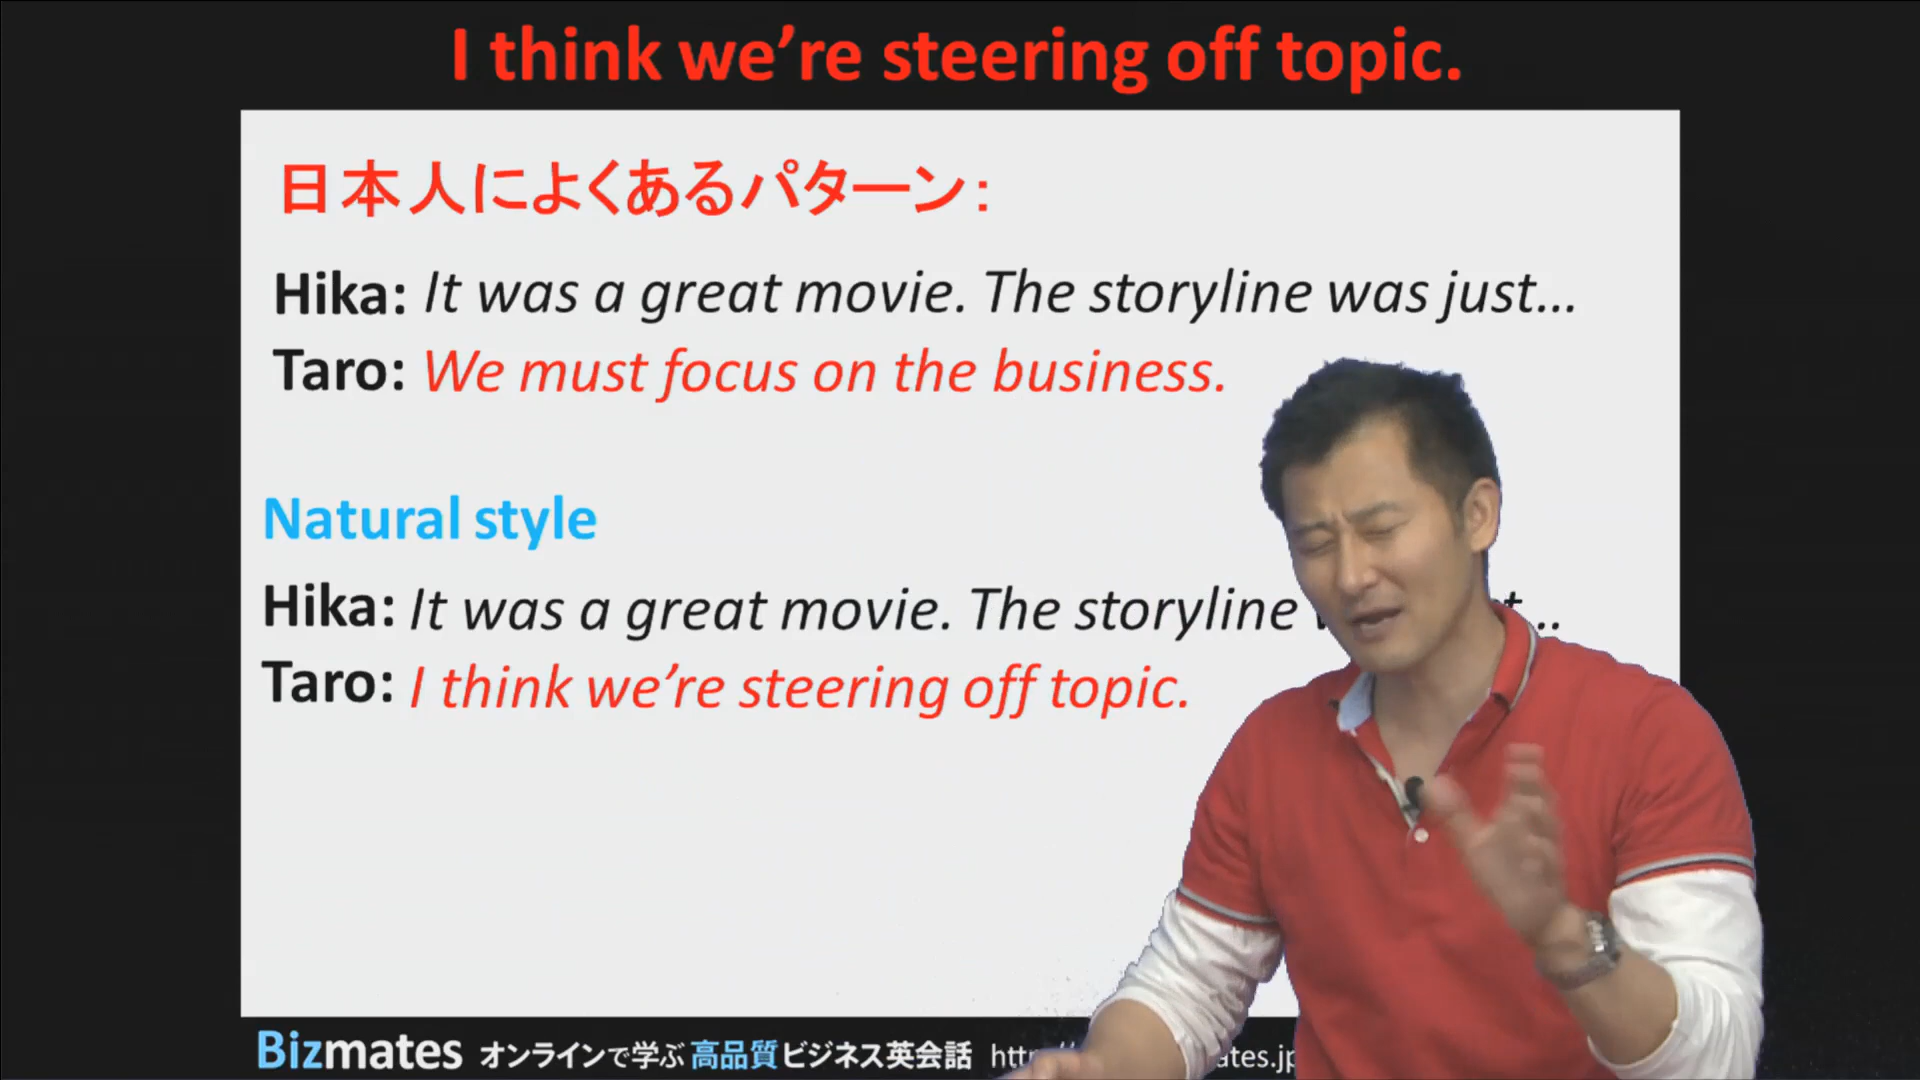 I think we're steering off topic.
日本人によくあるパターン：
Hika: It was a great movie. The storyline was just...
Taro: We must focus on the business.
Natural style
Hika: It was a great movie. The storyline
Taro: I think we're steering off topic.
Bizmates オンラインで学ぶ 高品質ビジネス英会話